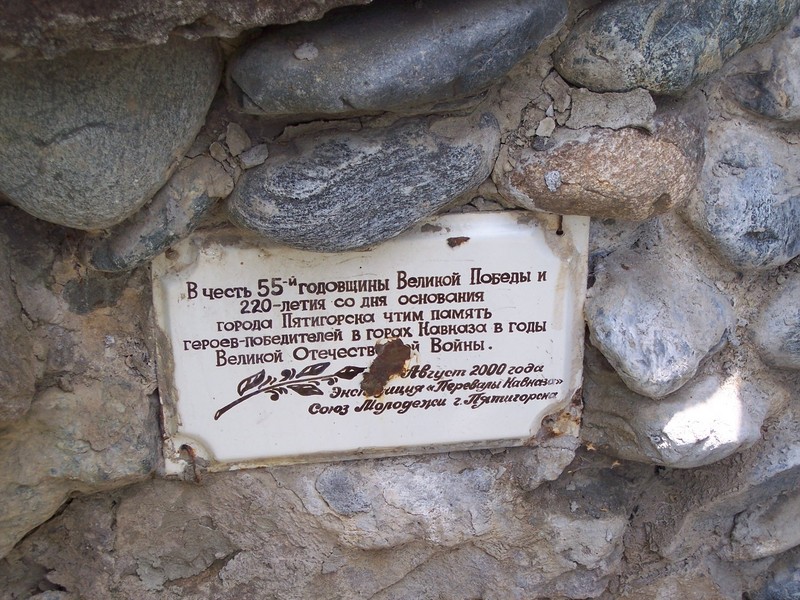 В честь 55-й годовщины Великой Победы и
220-летия со дня основания
города Пятигорска чтим память
героев-победителей в горах Кавказа в годы
Великой Отечес Войны.
Август 2000 года
Экспедиция «Перевалы Кавказа»
Союз Молодежи г. Пятигорска